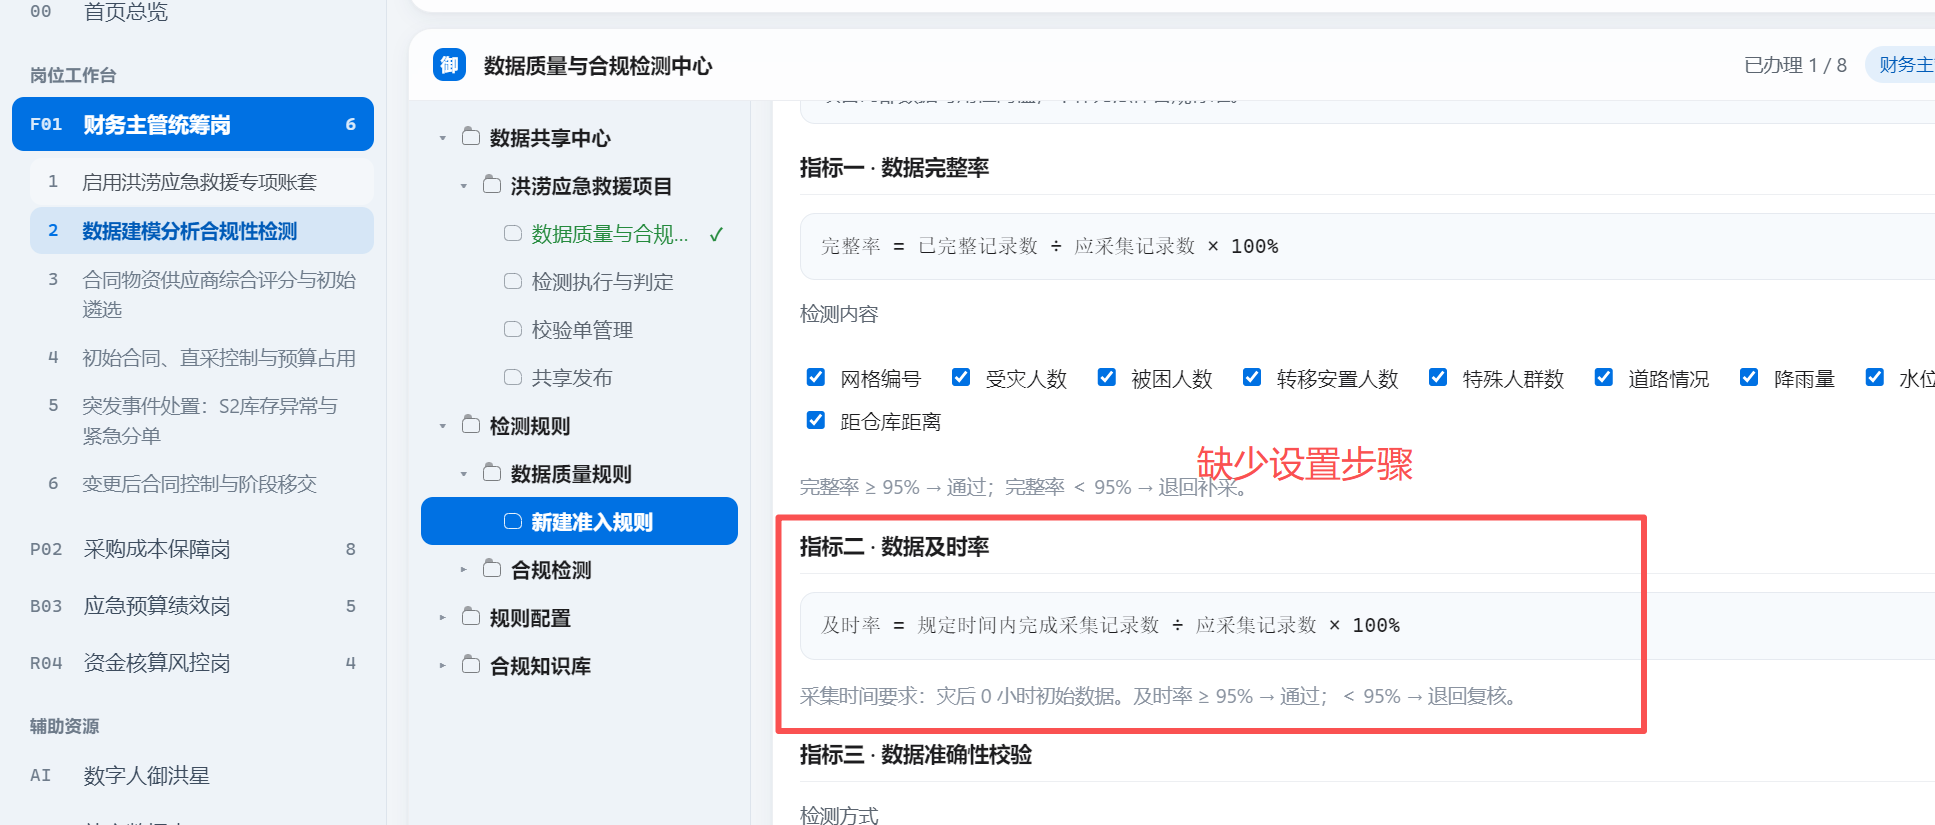 00 首页总览
岗位工作台
F01 财务主管统筹岗 6
1 启用洪涝应急救援专项账套
2 数据建模分析合规性检测
3 合同物资供应商综合评分与初始
遴选
4 初始合同、直采控制与预算占用
5 突发事件处置：S2库存异常与
紧急分单
6 变更后合同控制与阶段移交
P02 采购成本保障岗 8
B03 应急预算绩效岗 5
R04 资金核算风控岗 4
辅助资源
AI 数字人御洪星
御 数据质量与合规检测中心
已办理 1 / 8 财务主
数据共享中心
洪涝应急救援项目
数据质量与合规... ✓
检测执行与判定
校验单管理
共享发布
检测规则
数据质量规则
新建准入规则
合规检测
规则配置
合规知识库
指标一 · 数据完整率
完整率 = 已完整记录数 ÷ 应采集记录数 × 100%
检测内容
网格编号 受灾人数 被困人数 转移安置人数 特殊人群数 道路情况 降雨量 水位
距仓库距离
缺少设置步骤
完整率 ≥ 95% → 通过；完整率 < 95% → 退回补采。
指标二 · 数据及时率
及时率 = 规定时间内完成采集记录数 ÷ 应采集记录数 × 100%
采集时间要求：灾后 0 小时初始数据。及时率 ≥ 95% → 通过；< 95% → 退回复核。
指标三 · 数据准确性校验
检测方式